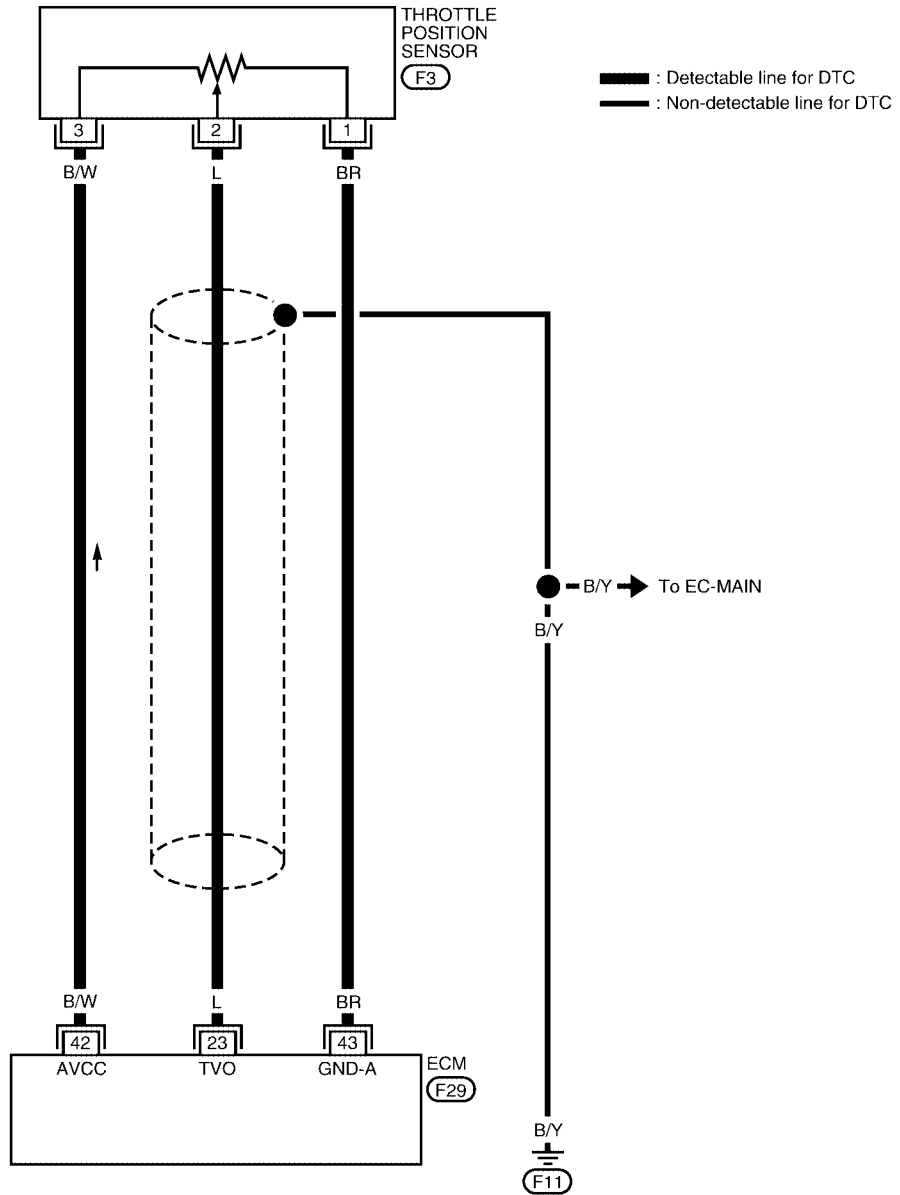 THROTTLE
POSITION
SENSOR
F3
: Detectable line for DTC
: Non-detectable line for DTC
3 2 1
B/W L BR
B/Y To EC-MAIN
B/Y
B/W L BR
42 23 43
AVCC TVO GND-A
ECM
F29
B/Y
F11